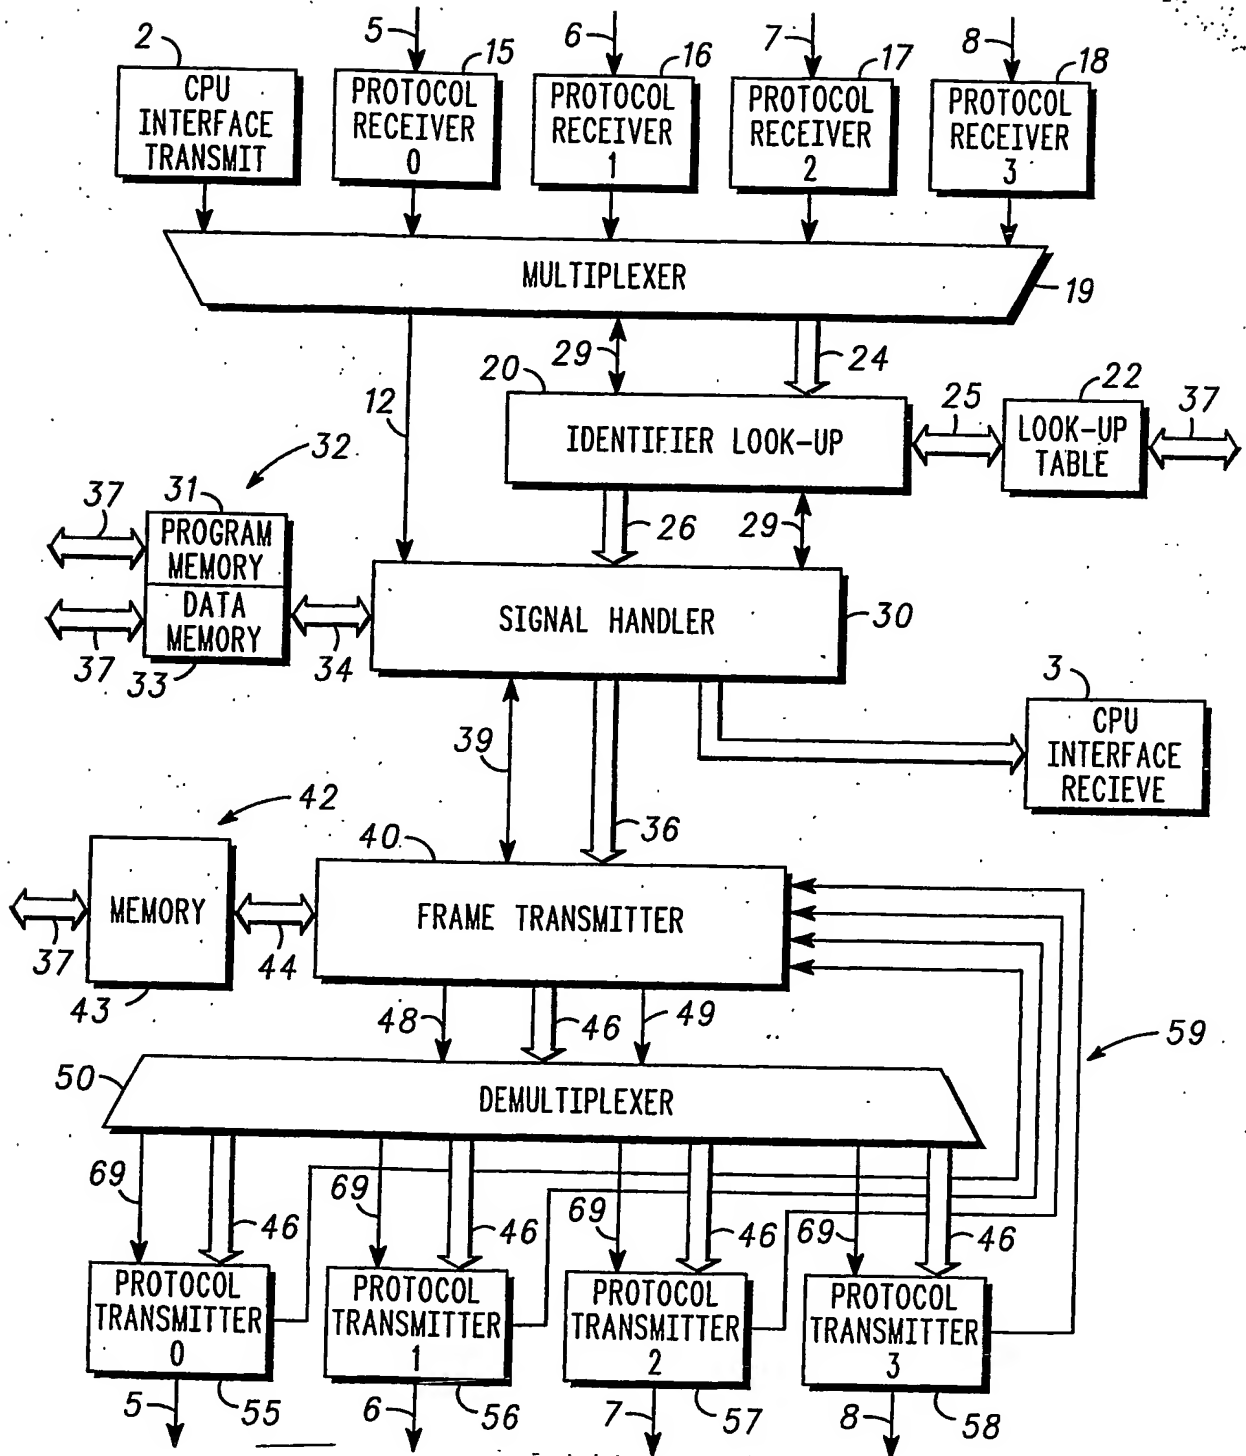 5
6
7
8
2
15
16
17
18
CPU
INTERFACE
TRANSMIT
PROTOCOL
RECEIVER
0
PROTOCOL
RECEIVER
1
PROTOCOL
RECEIVER
2
PROTOCOL
RECEIVER
3
MULTIPLEXER
19
12
29
24
20
IDENTIFIER LOOK-UP
25
22
LOOK-UP
TABLE
37
32
31
37
PROGRAM
MEMORY
DATA
MEMORY
37
33
34
26
29
SIGNAL HANDLER
30
3
CPU
INTERFACE
RECIEVE
39
36
42
40
MEMORY
37
43
44
FRAME TRANSMITTER
48
46
49
59
50
DEMULTIPLEXER
69
46
69
46
69
46
69
46
PROTOCOL
TRANSMITTER
0
PROTOCOL
TRANSMITTER
1
PROTOCOL
TRANSMITTER
2
PROTOCOL
TRANSMITTER
3
5
55
6
56
7
57
8
58